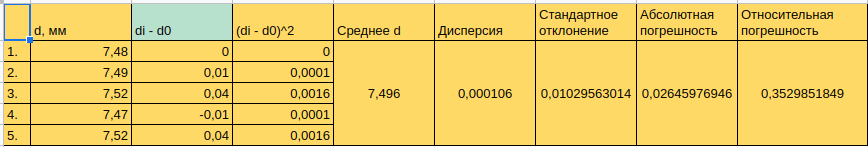 d, мм di - d0 (di - d0)^2 Среднее d Дисперсия Стандартное отклонение Абсолютная погрешность Относительная погрешность
1. 7,48 0 0
2. 7,49 0,01 0,0001
3. 7,52 0,04 0,0016 7,496 0,000106 0,01029563014 0,02645976946 0,3529851849
4. 7,47 -0,01 0,0001
5. 7,52 0,04 0,0016